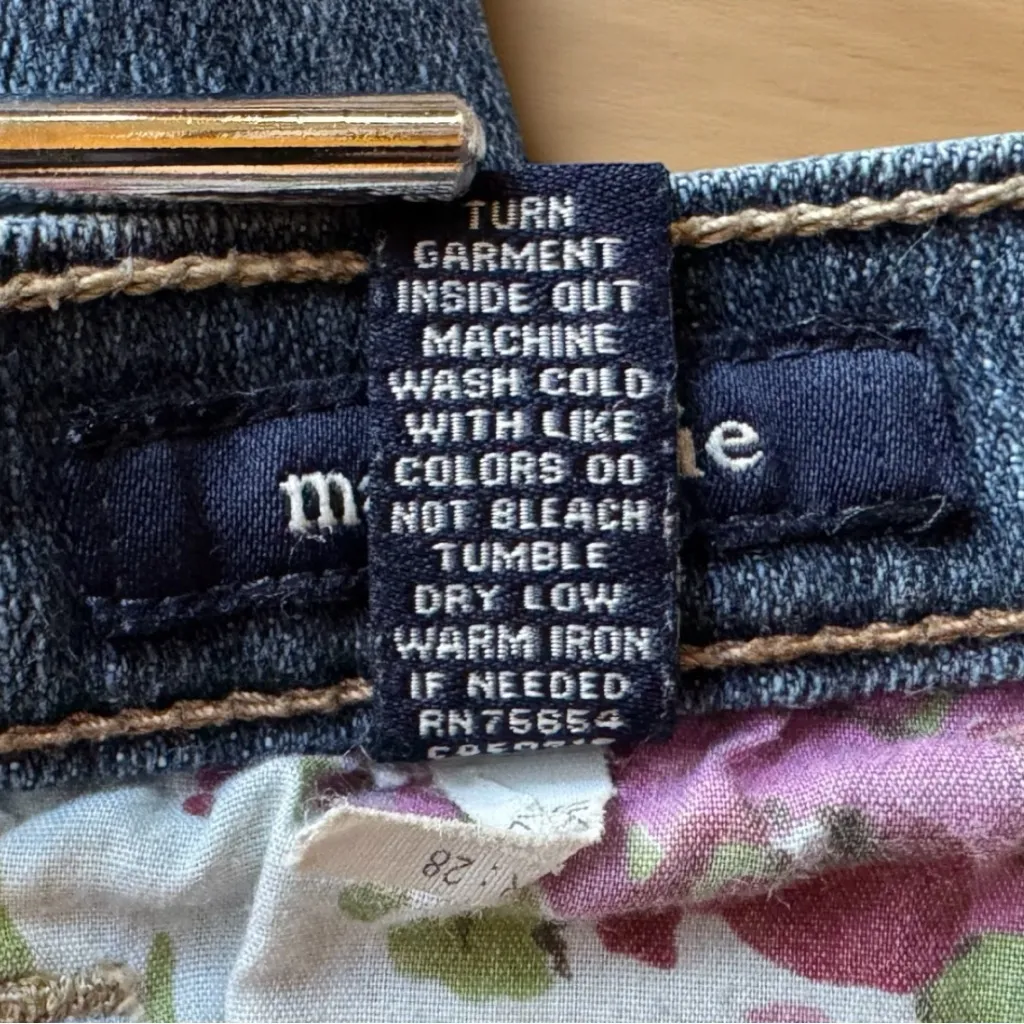 TURN
GARMENT
INSIDE OUT
MACHINE
WASH COLD
WITH LIKE
COLORS DO
NOT BLEACH
TUMBLE
DRY LOW
WARM IRON
IF NEEDED
RN75654
28